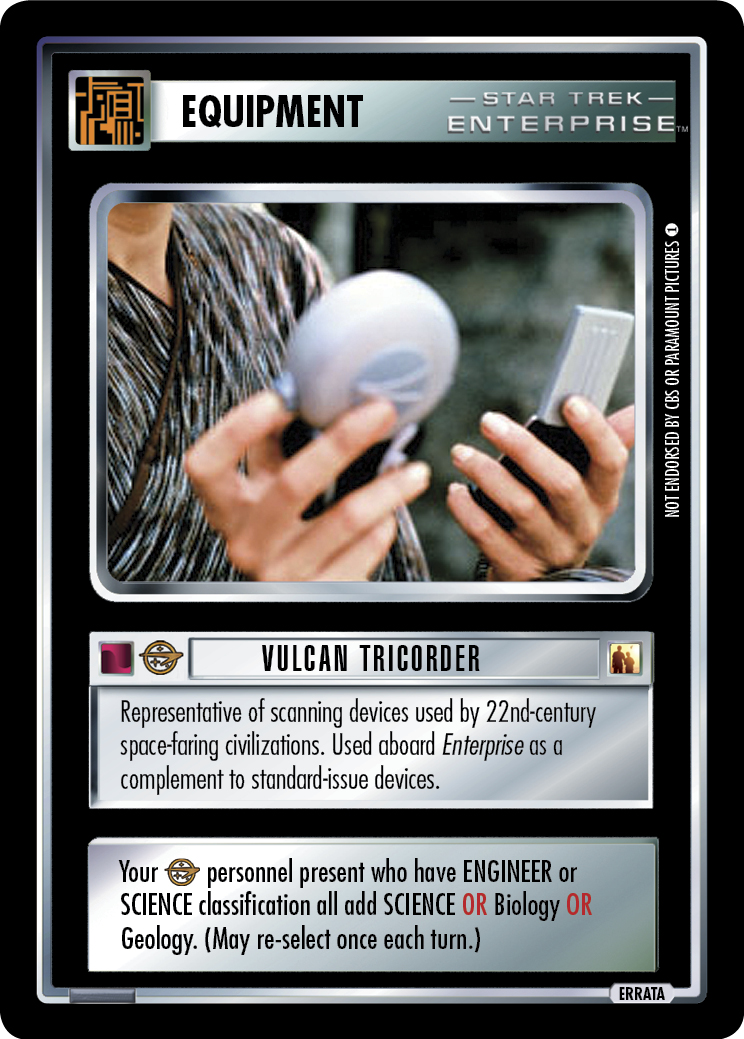 EQUIPMENT
— STAR TREK —
ENTERPRISE™
NOT ENDORSED BY CBS OR PARAMOUNT PICTURES 1
VULCAN TRICORDER
Representative of scanning devices used by 22nd-century
space-faring civilizations. Used aboard Enterprise as a
complement to standard-issue devices.
Your personnel present who have ENGINEER or
SCIENCE classification all add SCIENCE OR Biology OR
Geology. (May re-select once each turn.)
ERRATA